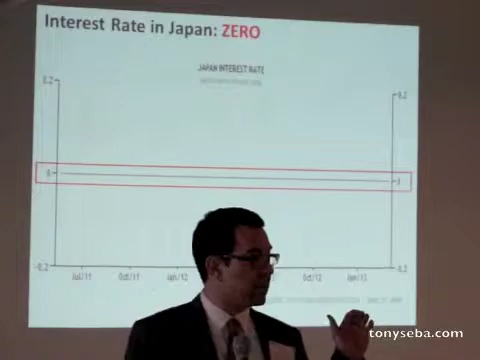 Interest Rate in Japan: ZERO
JAPAN INTEREST RATE
0.2
0.2
0
0
-0.2
-0.2
Jul/11
Oct/11
Jan/12
Oct/12
Jan/13
tonyseba.com